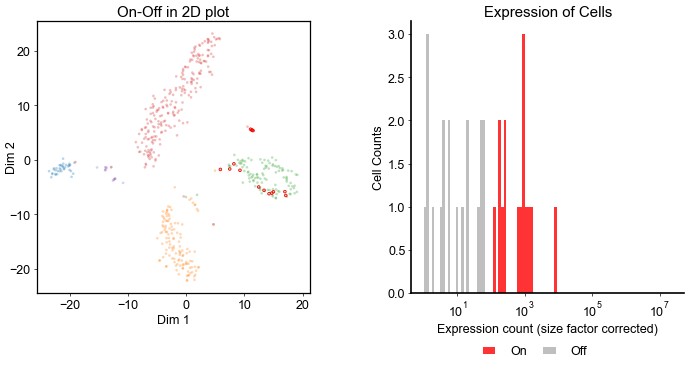 On-Off in 2D plot
Dim 2
20
10
0
−10
−20
−20
−10
0
10
20
Dim 1
Expression of Cells
Cell Counts
3.0
2.5
2.0
1.5
1.0
0.5
0.0
10^1
10^3
10^5
10^7
Expression count (size factor corrected)
On
Off